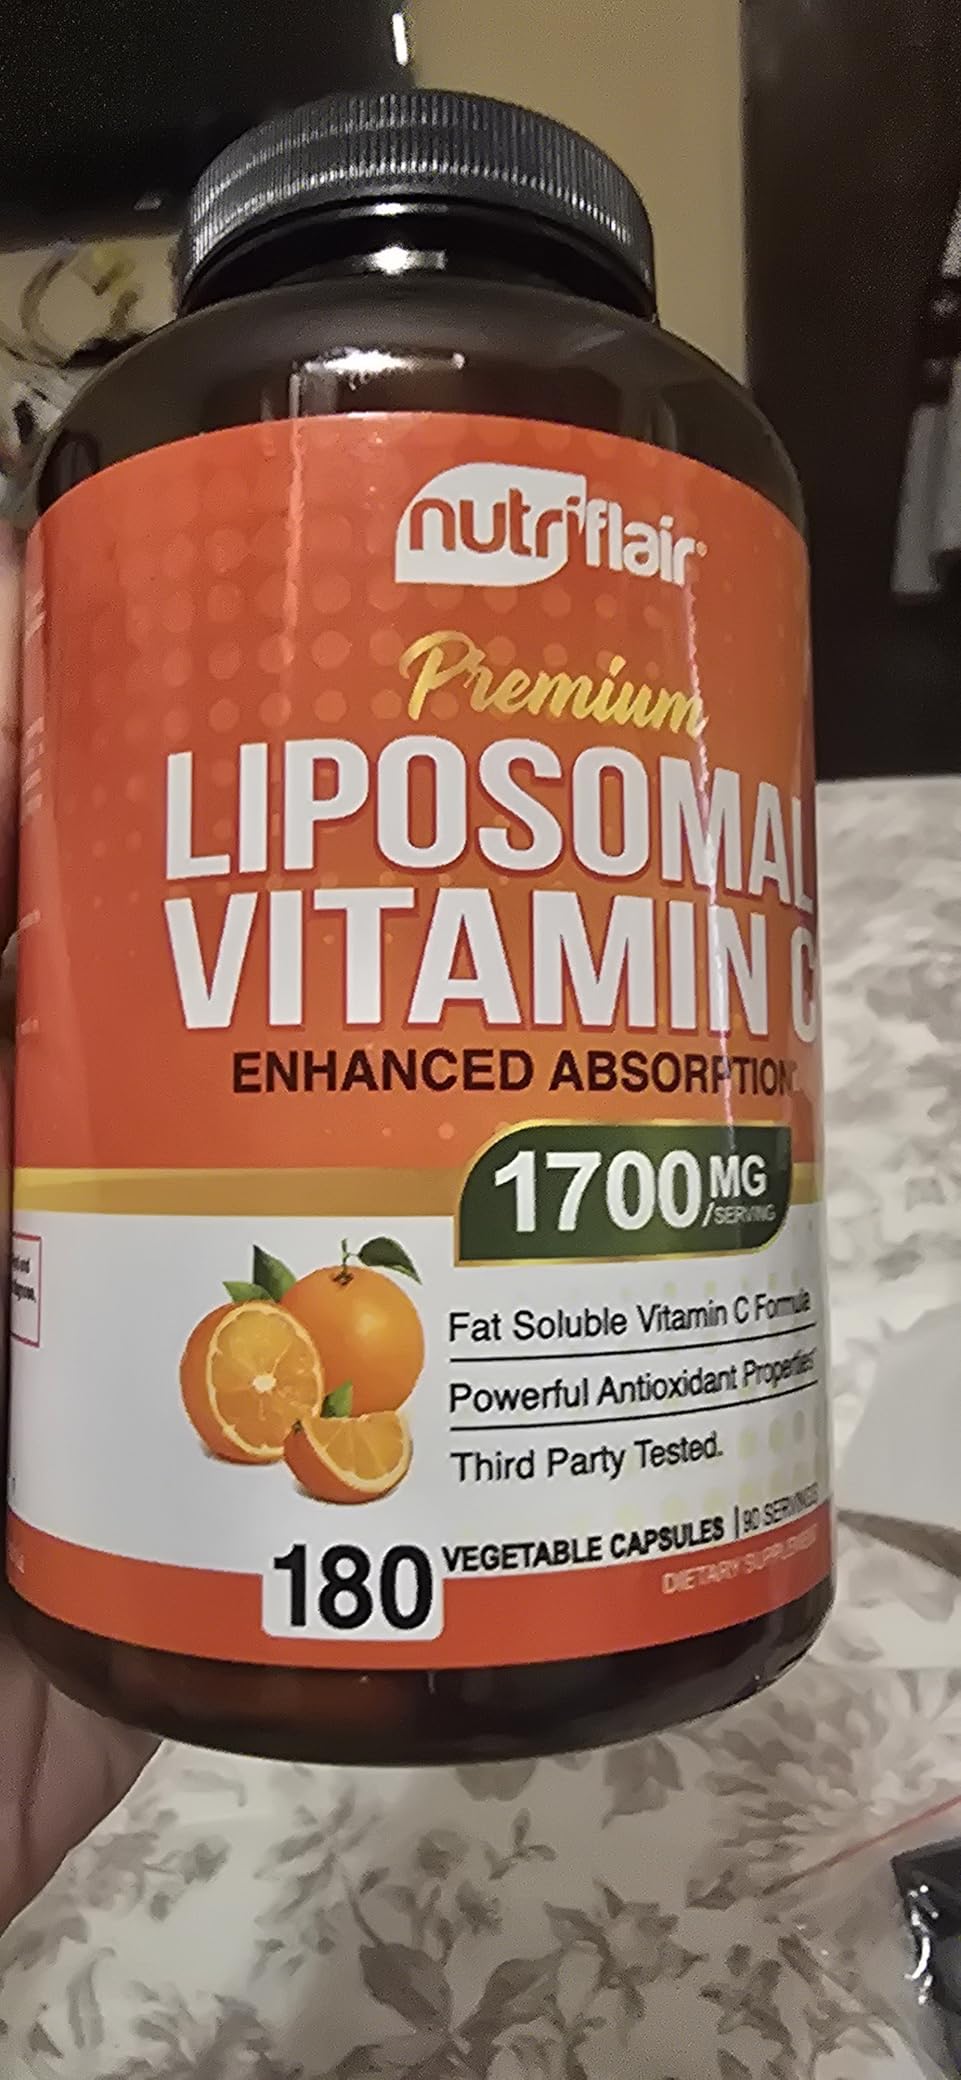 nutriflair®
Premium
LIPOSOMAL
VITAMIN C
ENHANCED ABSORPTION
1700 MG
/SERVING
Fat Soluble Vitamin C Formula
Powerful Antioxidant Properties*
Third Party Tested.
180 VEGETABLE CAPSULES | 90 SERVINGS
DIETARY SUPPLEMENT